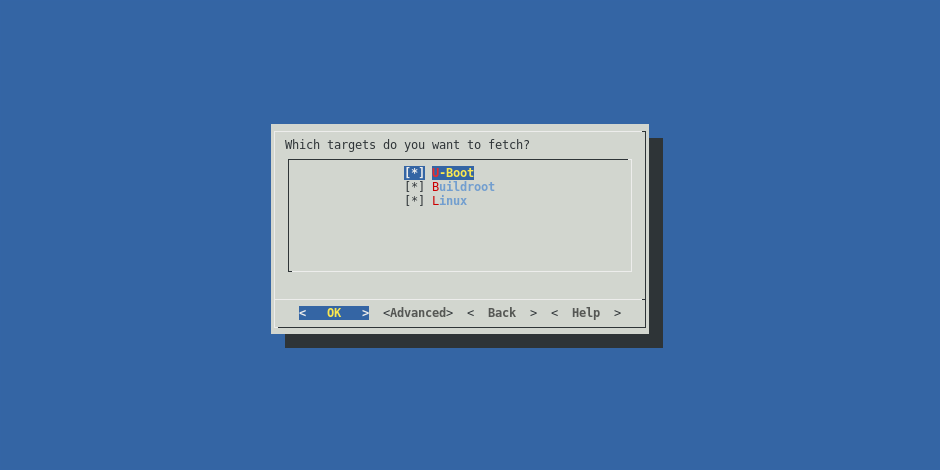 Which targets do you want to fetch?
[*] U-Boot
[*] Buildroot
[*] Linux
< OK > <Advanced> < Back > < Help >